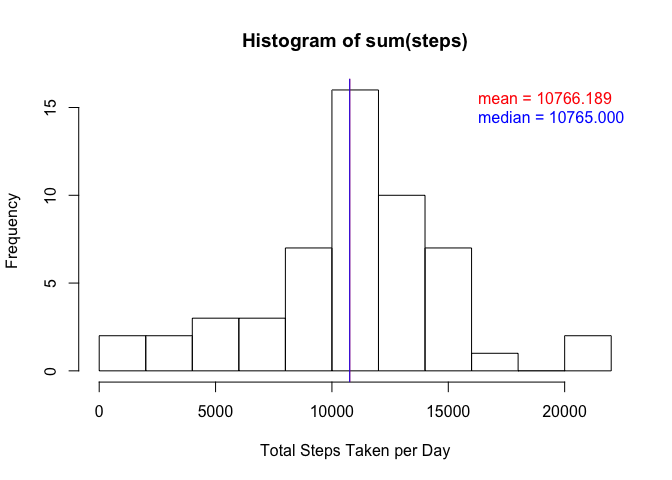 Histogram of sum(steps)
mean = 10766.189
median = 10765.000
Frequency
15
10
5
0
0 5000 10000 15000 20000
Total Steps Taken per Day